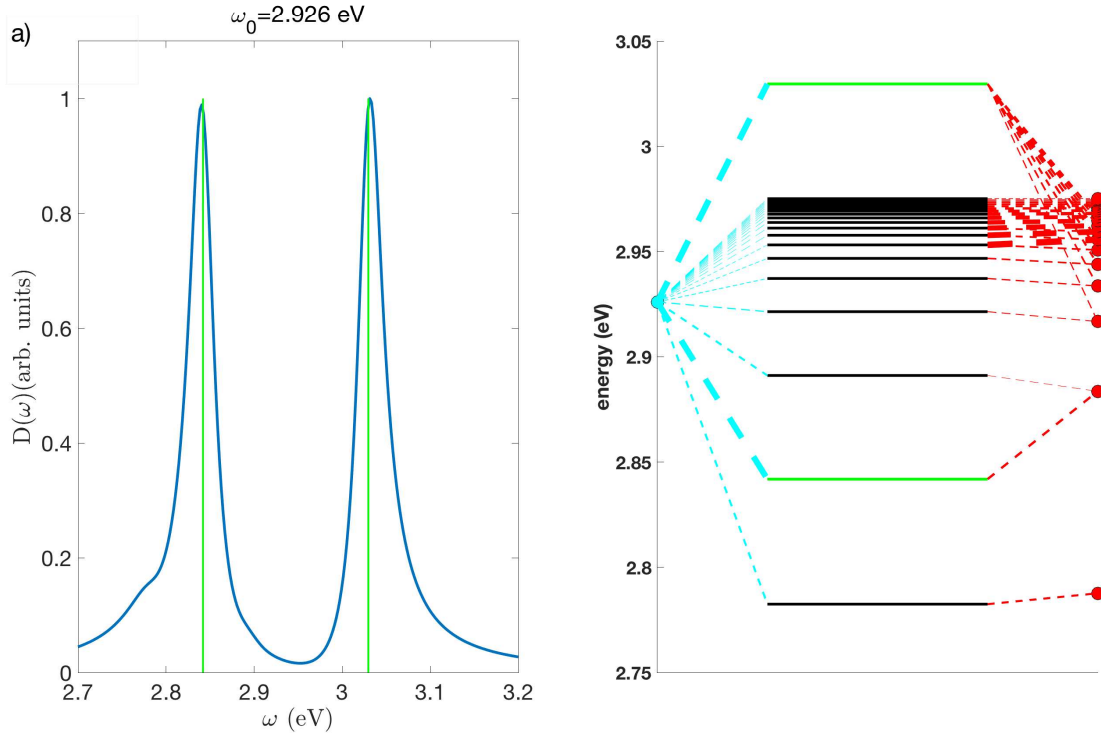 a)
ω0=2.926 eV
D(ω)(arb. units)
1
0.8
0.6
0.4
0.2
0
2.7 2.8 2.9 3 3.1 3.2
ω (eV)
energy (eV)
3.05
3
2.95
2.9
2.85
2.8
2.75